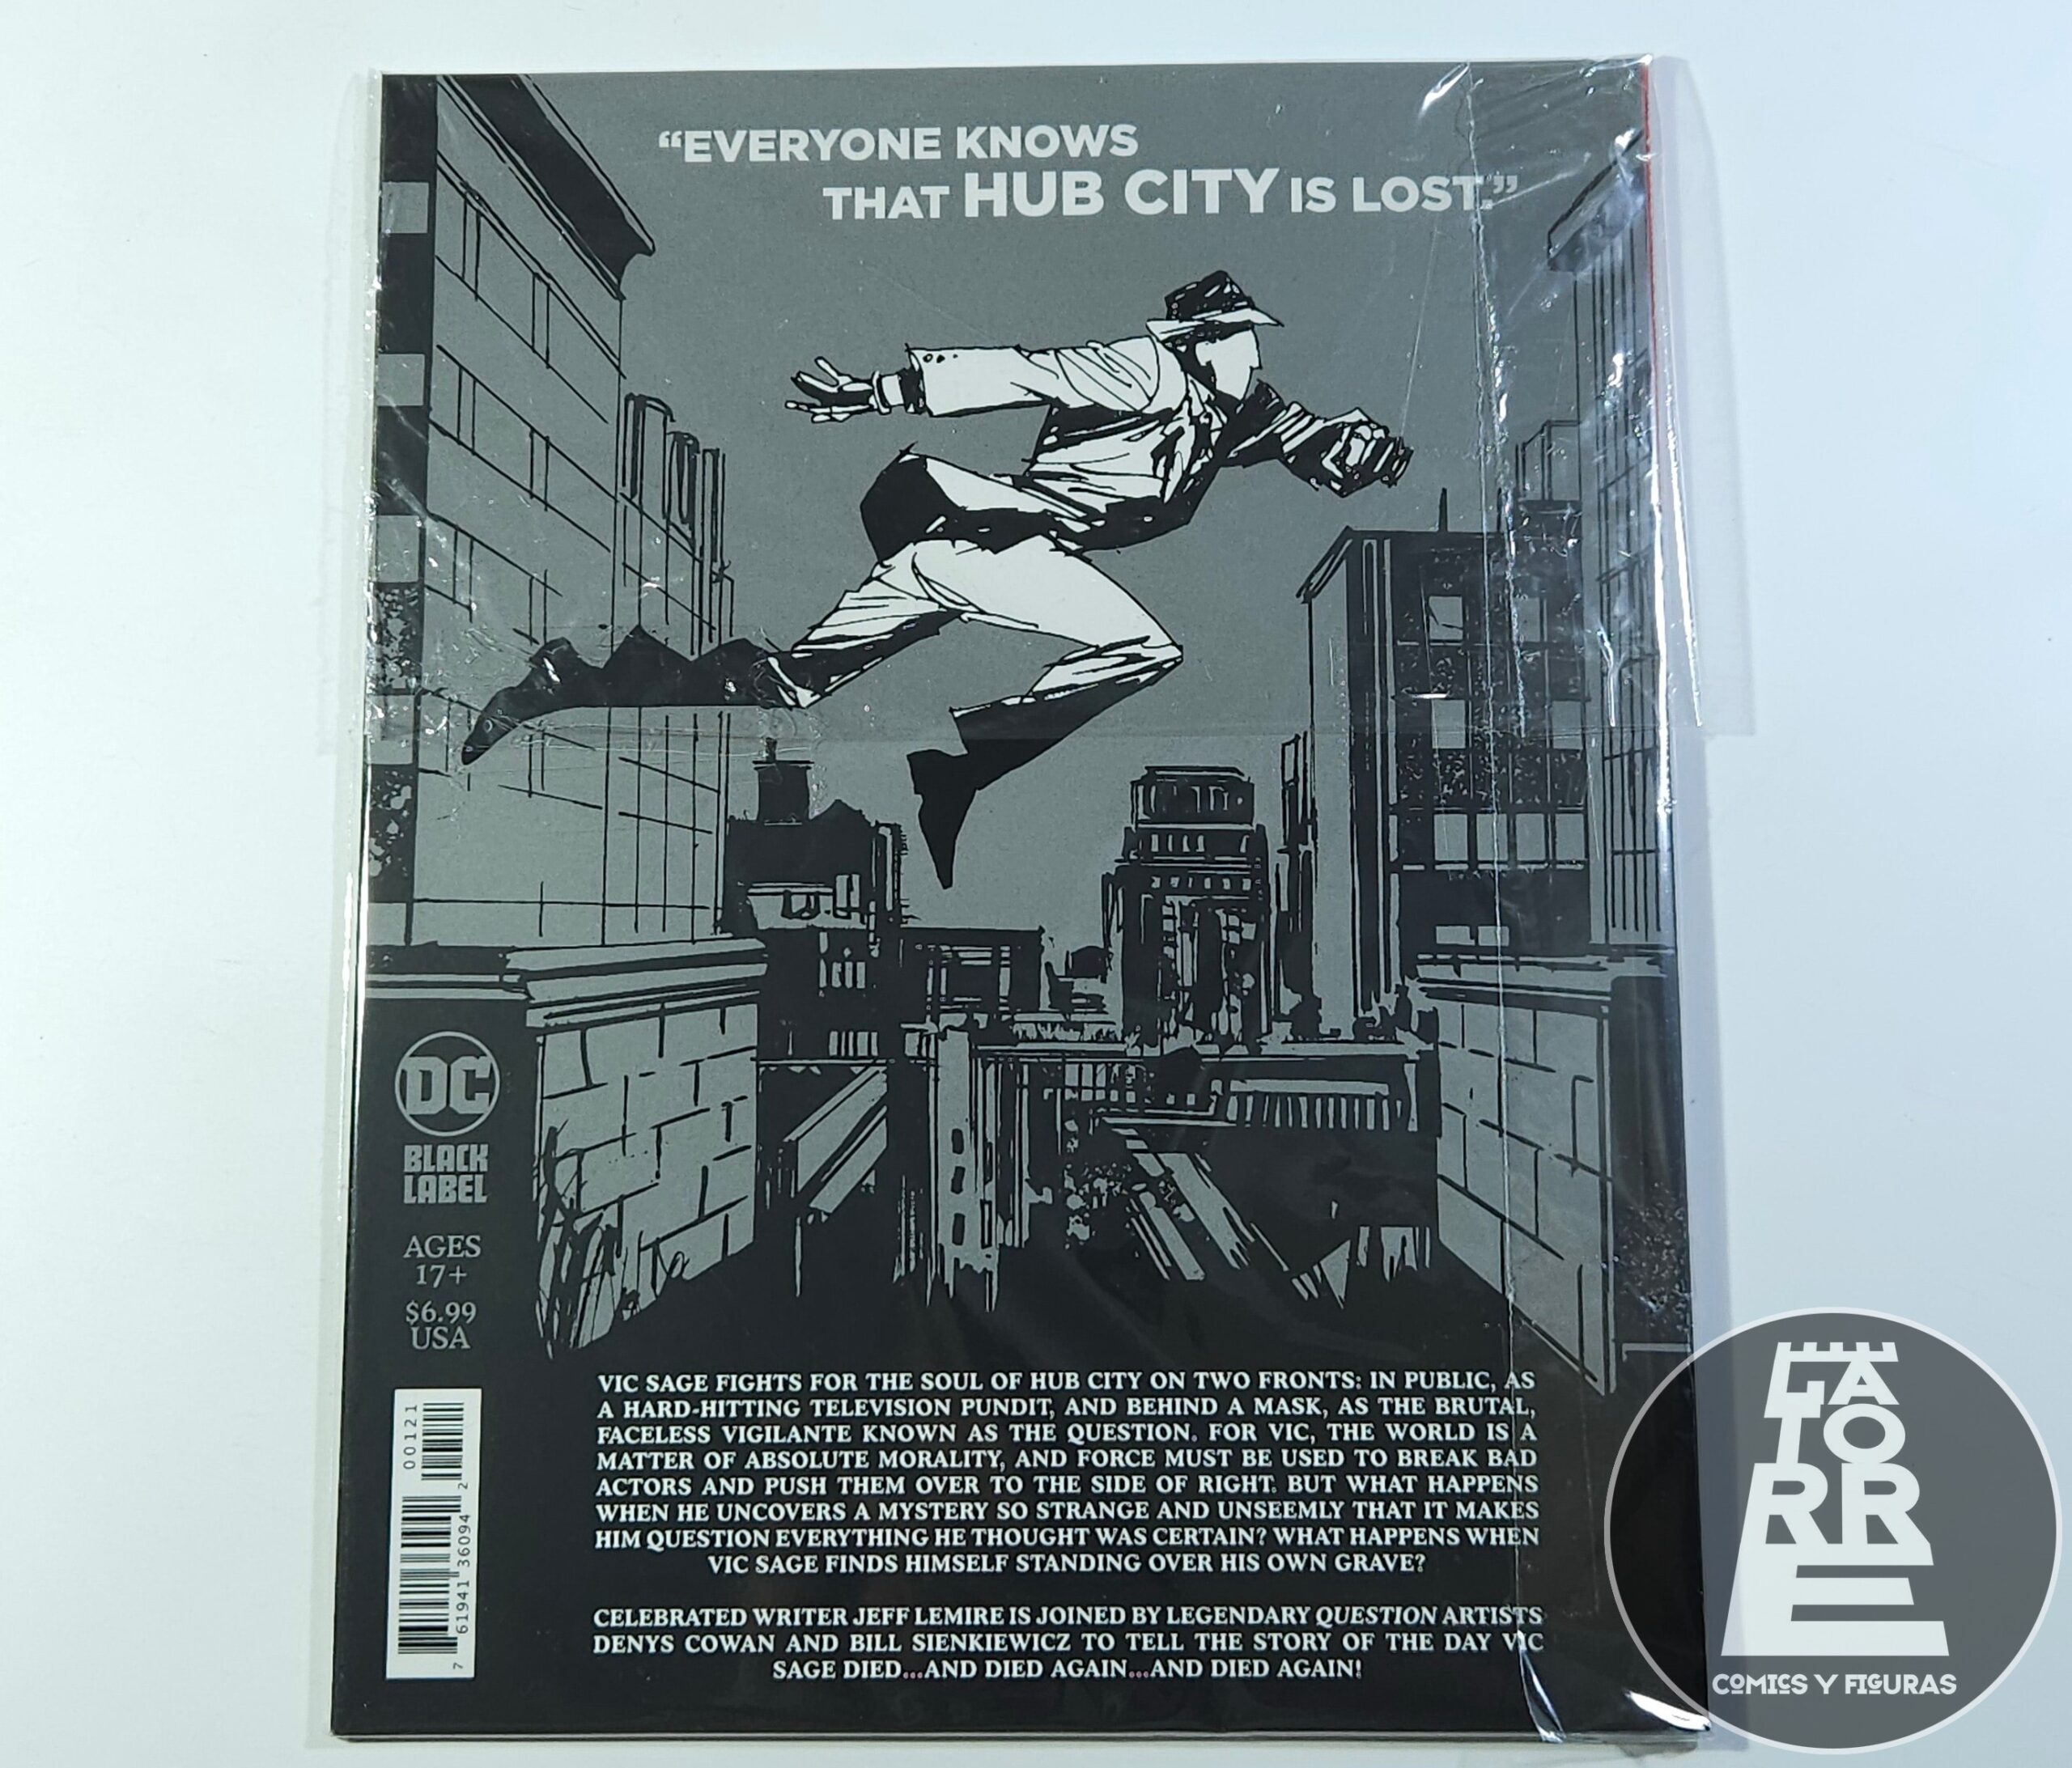 “EVERYONE KNOWS
THAT HUB CITY IS LOST.”
DC
BLACK
LABEL
AGES
17+
$6.99
USA
00121
7 61941 36094 2
VIC SAGE FIGHTS FOR THE SOUL OF HUB CITY ON TWO FRONTS: IN PUBLIC, AS
A HARD-HITTING TELEVISION PUNDIT, AND BEHIND A MASK, AS THE BRUTAL,
FACELESS VIGILANTE KNOWN AS THE QUESTION. FOR VIC, THE WORLD IS A
MATTER OF ABSOLUTE MORALITY, AND FORCE MUST BE USED TO BREAK BAD
ACTORS AND PUSH THEM OVER TO THE SIDE OF RIGHT. BUT WHAT HAPPENS
WHEN HE UNCOVERS A MYSTERY SO STRANGE AND UNSEEMLY THAT IT MAKES
HIM QUESTION EVERYTHING HE THOUGHT WAS CERTAIN? WHAT HAPPENS WHEN
VIC SAGE FINDS HIMSELF STANDING OVER HIS OWN GRAVE?
CELEBRATED WRITER JEFF LEMIRE IS JOINED BY LEGENDARY QUESTION ARTISTS
DENYS COWAN AND BILL SIENKIEWICZ TO TELL THE STORY OF THE DAY VIC
SAGE DIED...AND DIED AGAIN...AND DIED AGAIN!
LA
TO
RR
E
COMICS Y FIGURAS